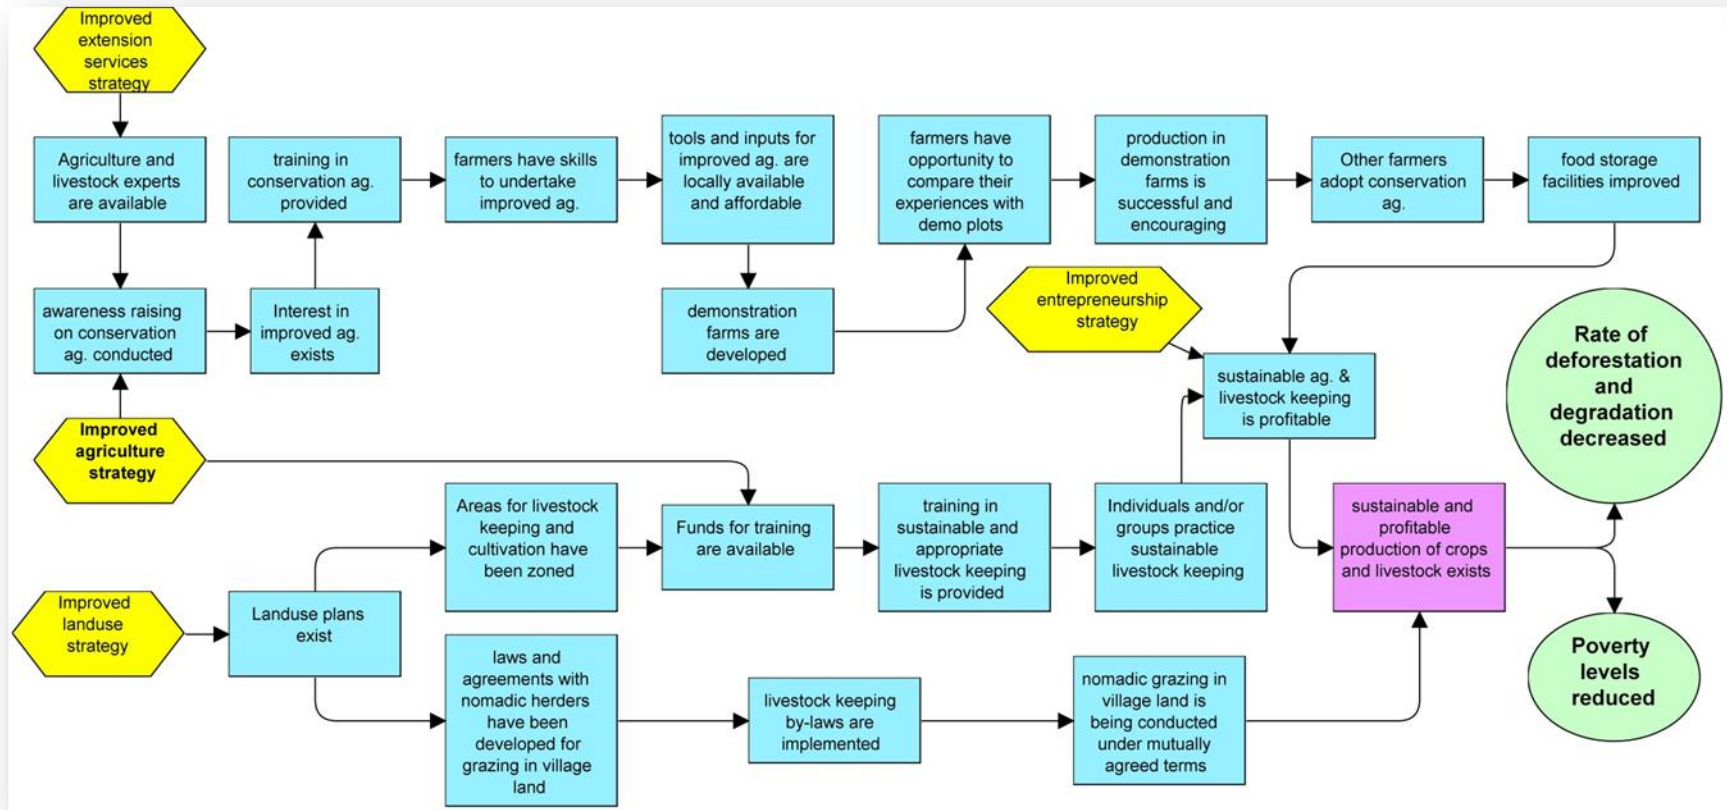 Improved
extension
services
strategy
Agriculture and
livestock experts
are available
training in
conservation ag.
provided
farmers have skills
to undertake
improved ag.
tools and inputs for
improved ag. are
locally available
and affordable
farmers have
opportunity to
compare their
experiences with
demo plots
production in
demonstration
farms is
successful and
encouraging
Other farmers
adopt conservation
ag.
food storage
facilities improved
awareness raising
on conservation
ag. conducted
Interest in
improved ag.
exists
demonstration
farms are
developed
Improved
entrepreneurship
strategy
sustainable ag. &
livestock keeping
is profitable
Rate of
deforestation
and
degradation
decreased
Improved
agriculture
strategy
Areas for livestock
keeping and
cultivation have
been zoned
Funds for training
are available
training in
sustainable and
appropriate
livestock keeping
is provided
Individuals and/or
groups practice
sustainable
livestock keeping
sustainable and
profitable
production of crops
and livestock exists
Improved
landuse
strategy
Landuse plans
exist
laws and
agreements with
nomadic herders
have been
developed for
grazing in village
land
livestock keeping
by-laws are
implemented
nomadic grazing in
village land is
being conducted
under mutually
agreed terms
Poverty
levels
reduced